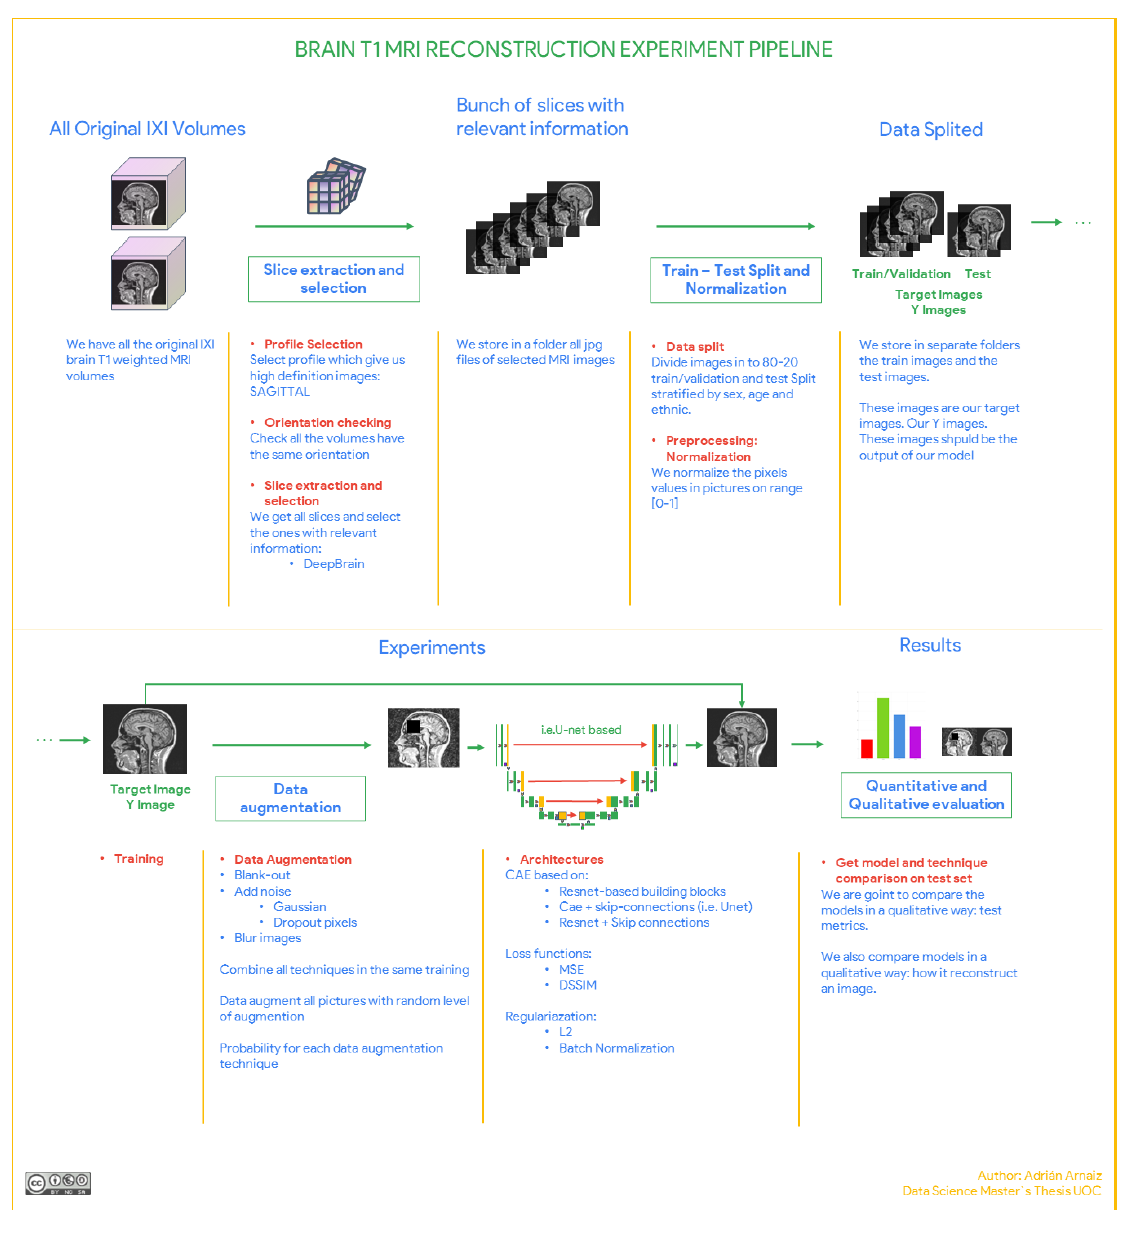 BRAIN T1 MRI RECONSTRUCTION EXPERIMENT PIPELINE
All Original IXI Volumes
Bunch of slices with
relevant information
Data Splited
Slice extraction and
selection
Train – Test Split and
Normalization
Train/Validation
Test
Target Images
Y Images
...
We have all the original IXI
brain T1 weighted MRI
volumes
• Profile Selection
Select profile which give us
high definition images:
SAGITTAL
• Orientation checking
Check all the volumes have
the same orientation
• Slice extraction and
selection
We get all slices and select
the ones with relevant
information:
• DeepBrain
We store in a folder all jpg
files of selected MRI images
• Data split
Divide images in to 80-20
train/validation and test Split
stratified by sex, age and
ethnic.
• Preprocessing:
Normalization
We normalize the pixels
values in pictures on range
[0-1]
We store in separate folders
the train images and the
test images.
These images are our target
images. Our Y images.
These images shpuld be the
output of our model
Experiments
Results
...
Target Image
Y Image
Data
augmentation
i.e.U-net based
Quantitative and
Qualitative evaluation
• Training
• Data Augmentation
• Blank-out
• Add noise
• Gaussian
• Dropout pixels
• Blur images
Combine all techniques in the same training
Data augment all pictures with random level
of augmention
Probability for each data augmentation
technique
• Architectures
CAE based on:
• Resnet-based building blocks
• Cae + skip-connections (i.e. Unet)
• Resnet + Skip connections
Loss functions:
• MSE
• DSSIM
Regulariazation:
• L2
• Batch Normalization
• Get model and technique
comparison on test set
We are goint to compare the
models in a qualitative way: test
metrics.
We also compare models in a
qualitative way: how it reconstruct
an image.
cc
BY NC SA
Author: Adrián Arnaiz
Data Science Master`s Thesis UOC